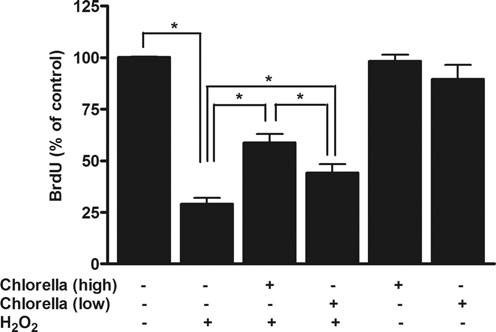 125
100
75
50
25
0
BrdU (% of control)
*
*
* *
Chlorella (high) - - + - + -
Chlorella (low) - - - + - +
H₂O₂ - + + + - -